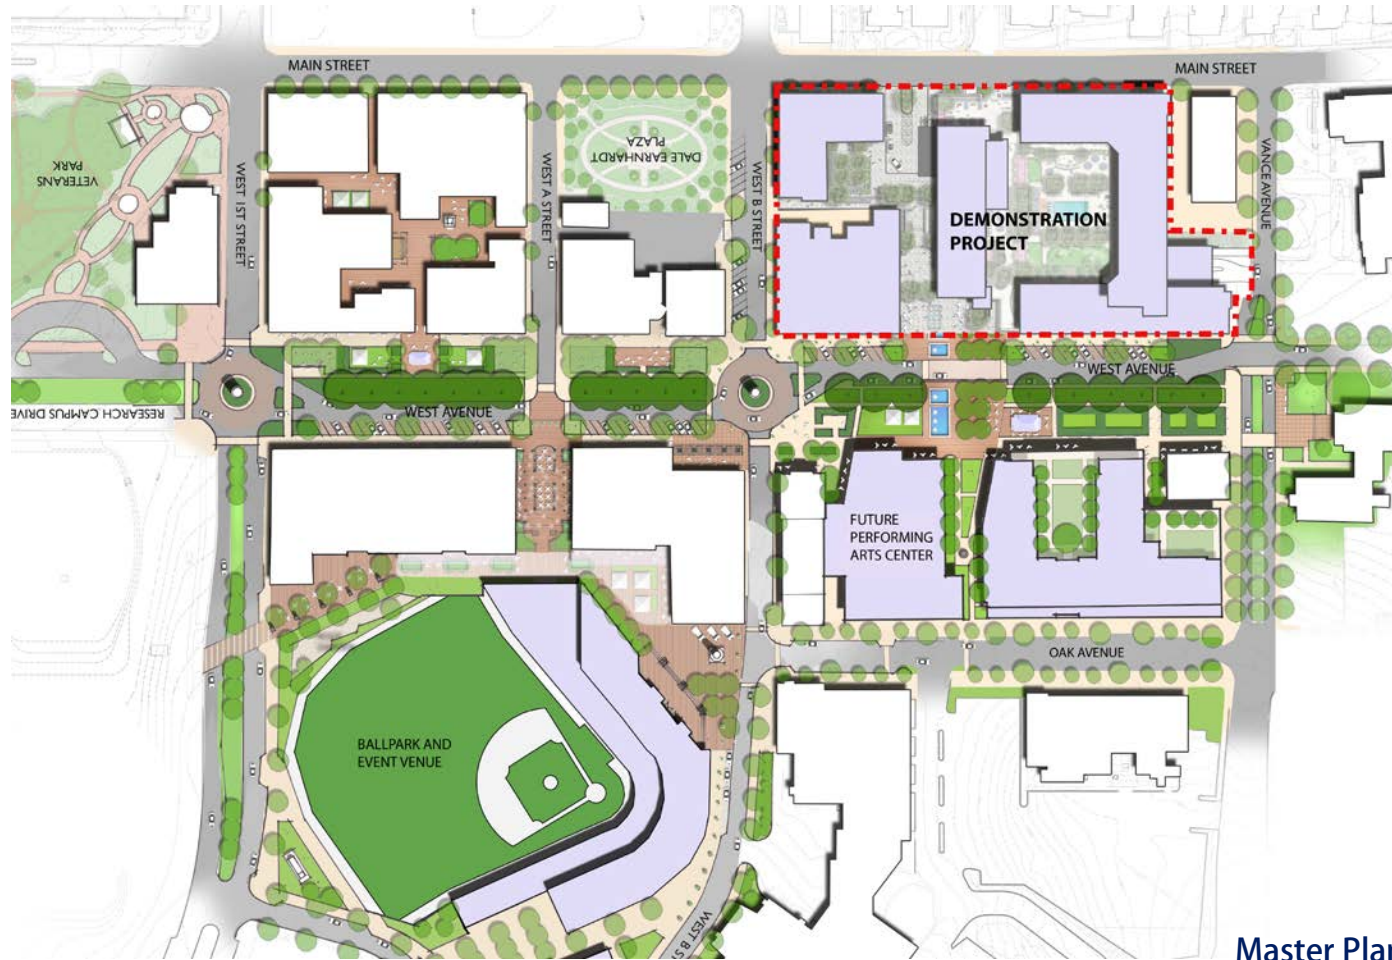 MAIN STREET
MAIN STREET
VETERANS
PARK
WEST 1ST STREET
WEST A STREET
DALE EARNHARDT
PLAZA
WEST B STREET
DEMONSTRATION
PROJECT
VANCE AVENUE
WEST AVENUE
WEST AVENUE
RESEARCH CAMPUS DRIVE
FUTURE
PERFORMING
ARTS CENTER
OAK AVENUE
BALLPARK AND
EVENT VENUE
WEST B S
Master Plan